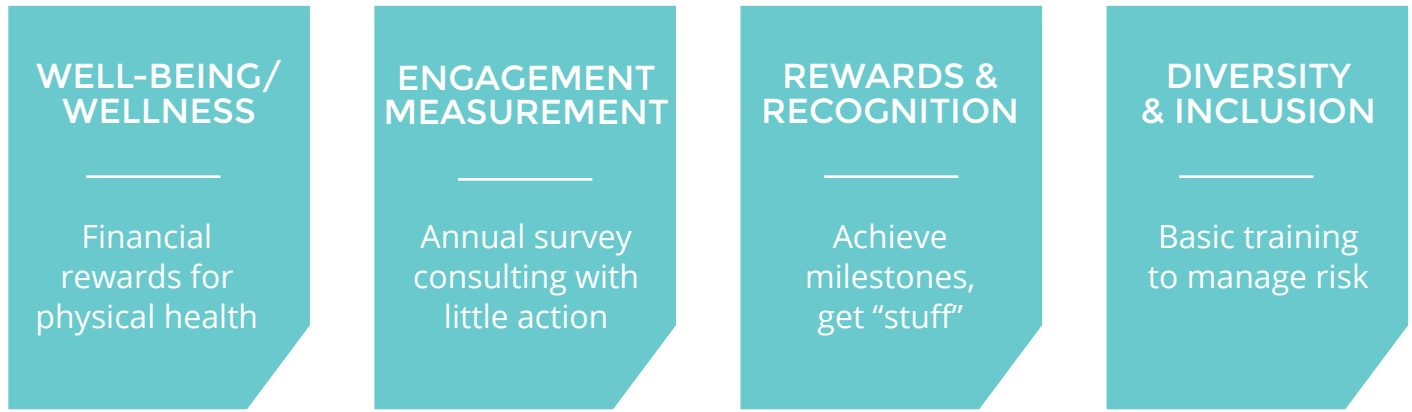 WELL-BEING/
WELLNESS
Financial
rewards for
physical health
ENGAGEMENT
MEASUREMENT
Annual survey
consulting with
little action
REWARDS &
RECOGNITION
Achieve
milestones,
get “stuff”
DIVERSITY
& INCLUSION
Basic training
to manage risk